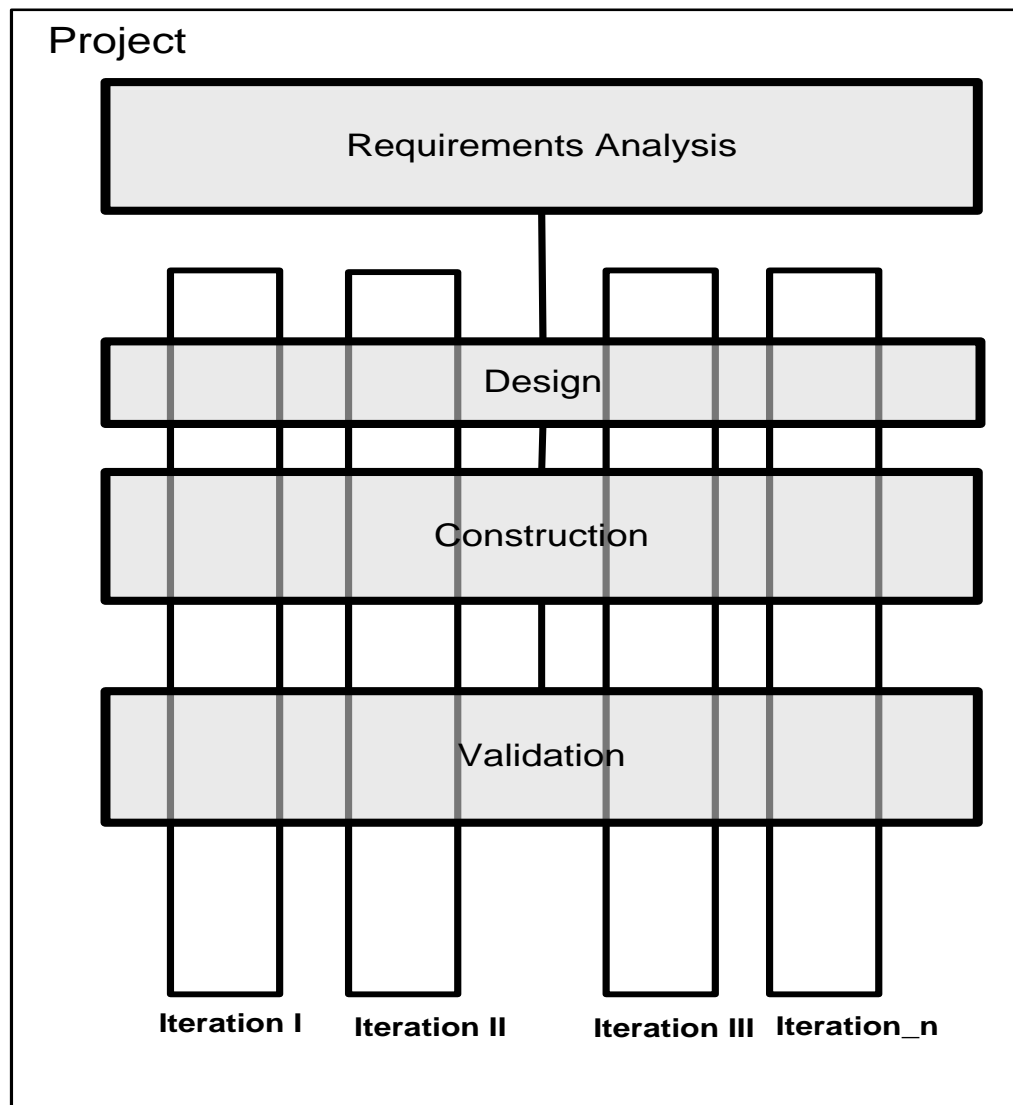 Project
Requirements Analysis
Design
Construction
Validation
Iteration I
Iteration II
Iteration III
Iteration_n